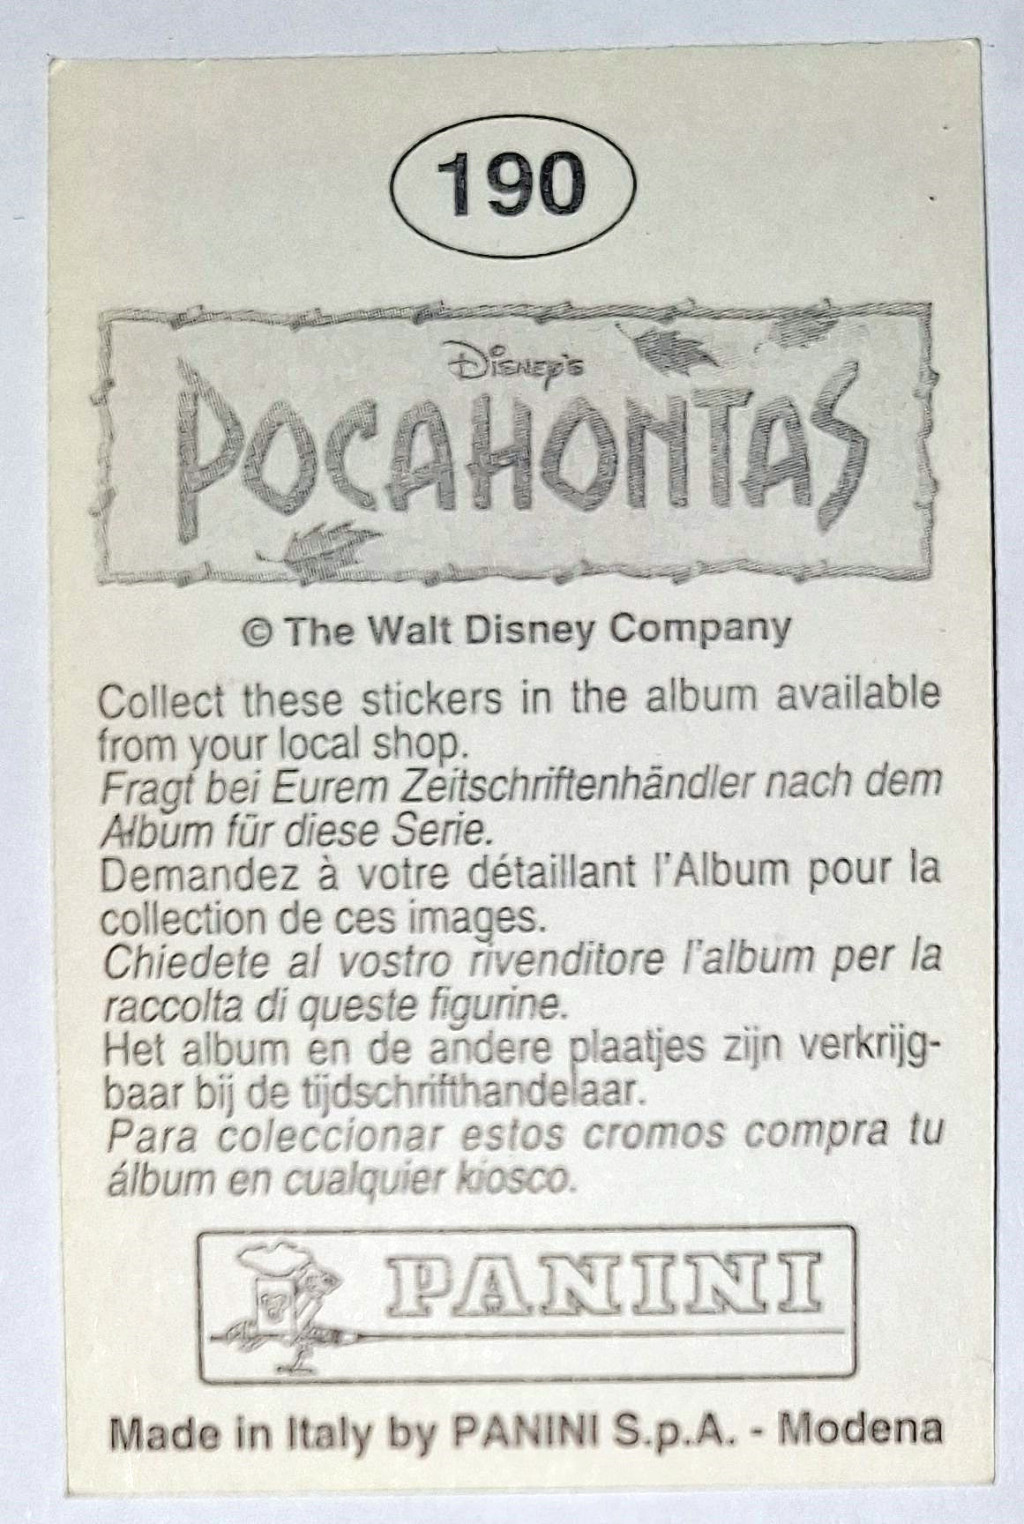 190
Disney's
POCAHONTAS
© The Walt Disney Company
Collect these stickers in the album available
from your local shop.
Fragt bei Eurem Zeitschriftenhändler nach dem
Album für diese Serie.
Demandez à votre détaillant l'Album pour la
collection de ces images.
Chiedete al vostro rivenditore l'album per la
raccolta di queste figurine.
Het album en de andere plaatjes zijn verkrijg-
baar bij de tijdschrifthandelaar.
Para coleccionar estos cromos compra tu
álbum en cualquier kiosco.
PANINI
Made in Italy by PANINI S.p.A. - Modena